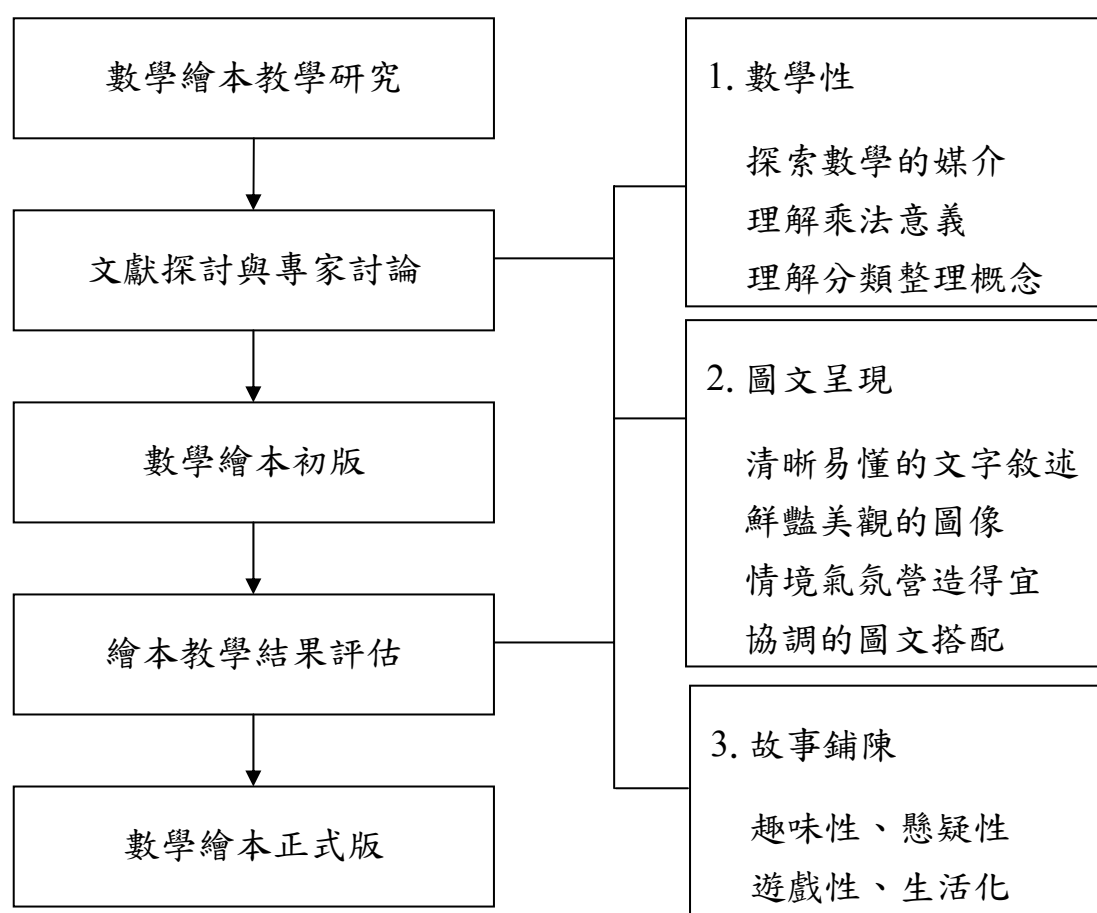 數學繪本教學研究
文獻探討與專家討論
數學繪本初版
繪本教學結果評估
數學繪本正式版
1. 數學性
探索數學的媒介
理解乘法意義
理解分類整理概念
2. 圖文呈現
清晰易懂的文字敘述
鮮豔美觀的圖像
情境氣氛營造得宜
協調的圖文搭配
3. 故事鋪陳
趣味性、懸疑性
遊戲性、生活化